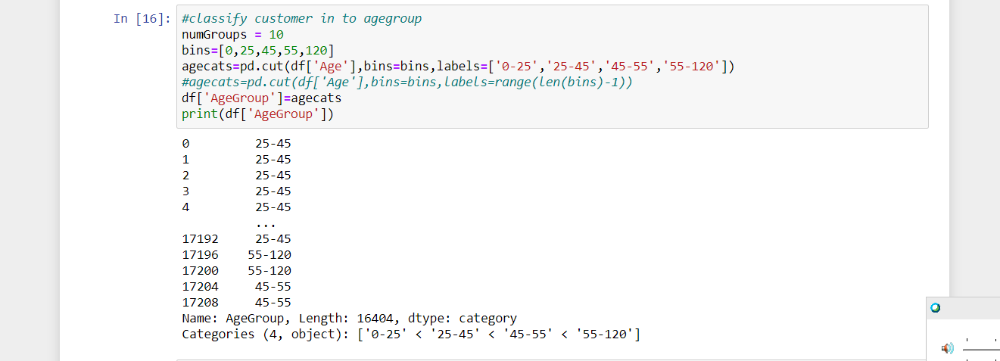 In [16]: #classify customer in to agegroup
numGroups = 10
bins=[0,25,45,55,120]
agecats=pd.cut(df['Age'],bins=bins,labels=['0-25','25-45','45-55','55-120'])
#agecats=pd.cut(df['Age'],bins=bins,labels=range(len(bins)-1))
df['AgeGroup']=agecats
print(df['AgeGroup'])
0         25-45
1         25-45
2         25-45
3         25-45
4         25-45
          ...
17192     25-45
17196    55-120
17200    55-120
17204     45-55
17208     45-55
Name: AgeGroup, Length: 16404, dtype: category
Categories (4, object): ['0-25' < '25-45' < '45-55' < '55-120']